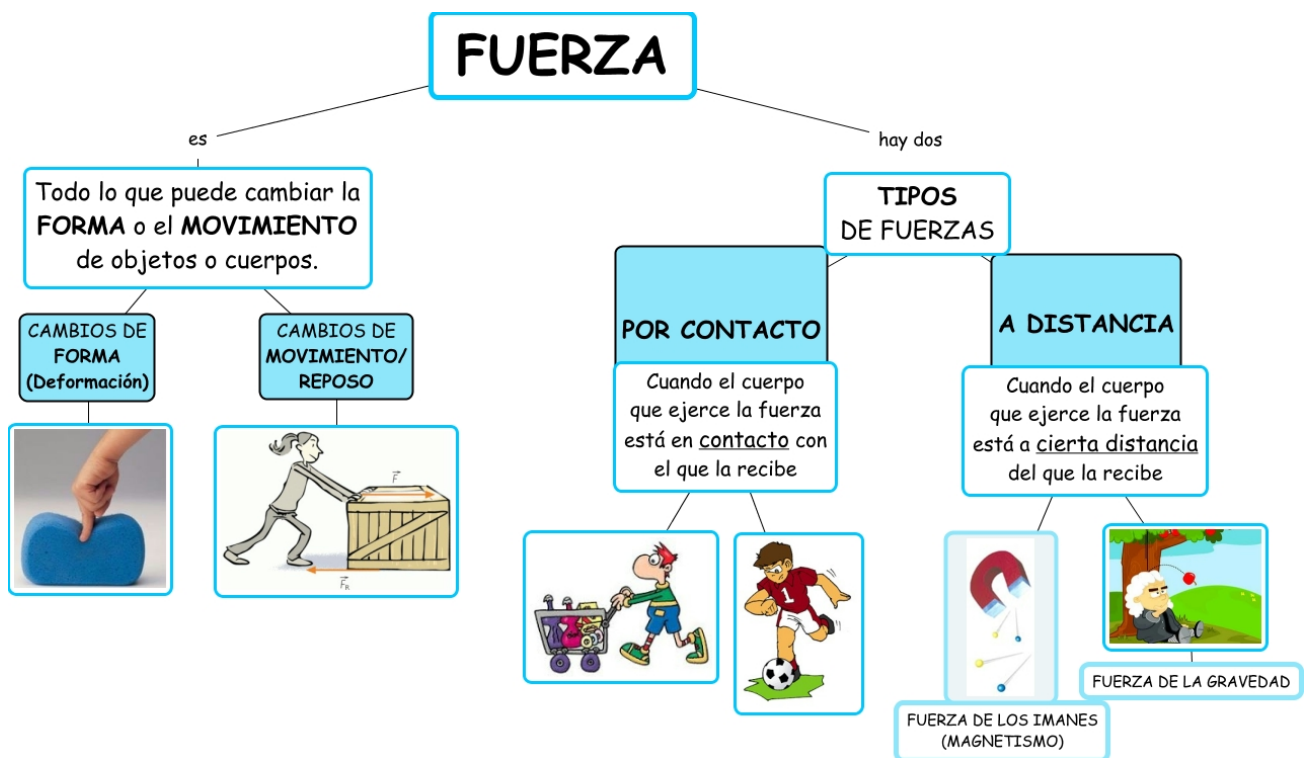 FUERZA
es
hay dos
Todo lo que puede cambiar la
FORMA o el MOVIMIENTO
de objetos o cuerpos.
TIPOS
DE FUERZAS
CAMBIOS DE
FORMA
(Deformación)
CAMBIOS DE
MOVIMIENTO/
REPOSO
F
F_R
POR CONTACTO
Cuando el cuerpo
que ejerce la fuerza
está en contacto con
el que la recibe
1
A DISTANCIA
Cuando el cuerpo
que ejerce la fuerza
está a cierta distancia
del que la recibe
FUERZA DE LOS IMANES
(MAGNETISMO)
FUERZA DE LA GRAVEDAD